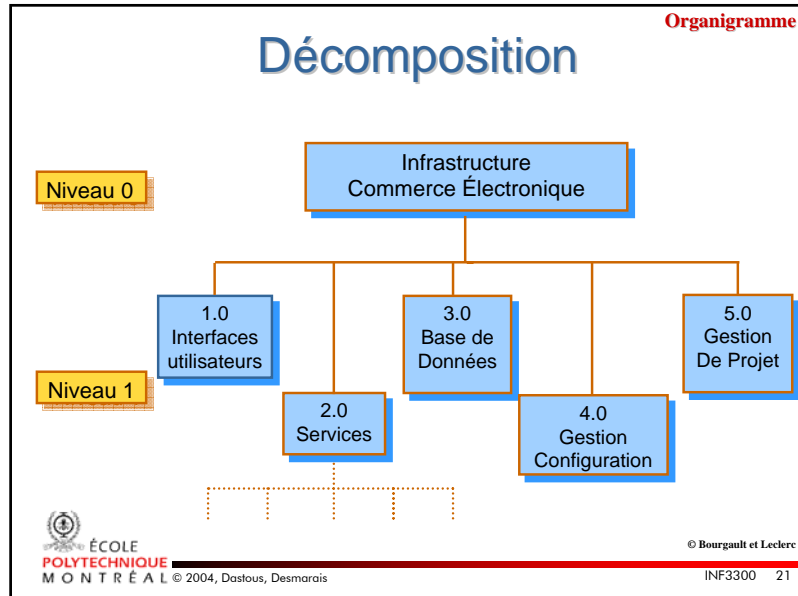 Organigramme
Décomposition
Niveau 0
Infrastructure
Commerce Électronique
1.0
Interfaces
utilisateurs
3.0
Base de
Données
5.0
Gestion
De Projet
Niveau 1
2.0
Services
4.0
Gestion
Configuration
ÉCOLE
POLYTECHNIQUE
MONTRÉAL
© 2004, Dastous, Desmarais
© Bourgault et Leclerc
INF3300 21